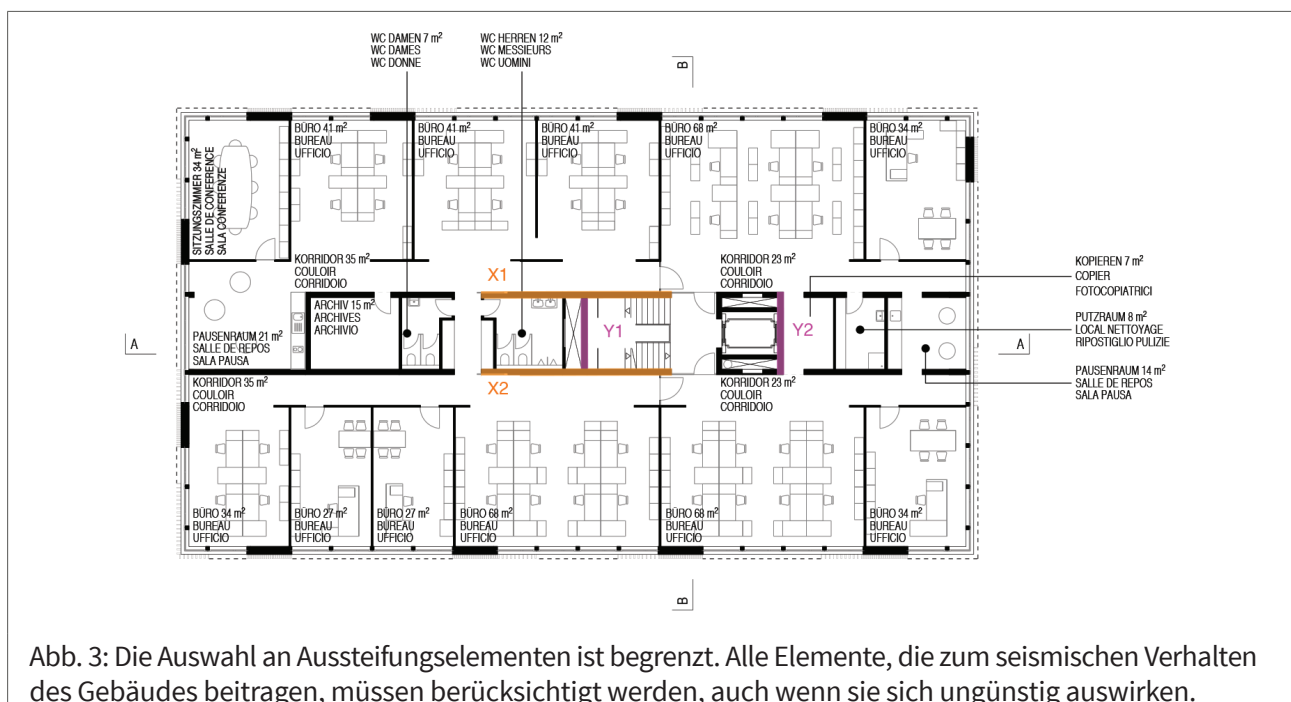 WC DAMEN 7 m²
WC DAMES
WC DONNE
WC HERREN 12 m²
WC MESSIEURS
WC UOMINI
B
BÜRO 41 m²
BUREAU
UFFICIO
BÜRO 41 m²
BUREAU
UFFICIO
BÜRO 41 m²
BUREAU
UFFICIO
BÜRO 68 m²
BUREAU
UFFICIO
BÜRO 34 m²
BUREAU
UFFICIO
SITZUNGSZIMMER 34 m²
SALLE DE CONFERENCE
SALA CONFERENZE
KORRIDOR 35 m²
COULOIR
CORRIDOIO
X1
KORRIDOR 23 m²
COULOIR
CORRIDOIO
KOPIEREN 7 m²
COPIER
FOTOCOPIATRICI
ARCHIV 15 m²
ARCHIVES
ARCHIVIO
Y1
Y2
PAUSENRAUM 21 m²
SALLE DE REPOS
SALA PAUSA
PUTZRAUM 8 m²
LOCAL NETTOYAGE
RIPOSTIGLIO PULIZIE
A
A
PAUSENRAUM 14 m²
SALLE DE REPOS
SALA PAUSA
KORRIDOR 35 m²
COULOIR
CORRIDOIO
X2
KORRIDOR 23 m²
COULOIR
CORRIDOIO
BÜRO 34 m²
BUREAU
UFFICIO
BÜRO 27 m²
BUREAU
UFFICIO
BÜRO 27 m²
BUREAU
UFFICIO
BÜRO 68 m²
BUREAU
UFFICIO
BÜRO 68 m²
BUREAU
UFFICIO
BÜRO 34 m²
BUREAU
UFFICIO
B
Abb. 3: Die Auswahl an Aussteifungselementen ist begrenzt. Alle Elemente, die zum seismischen Verhalten
des Gebäudes beitragen, müssen berücksichtigt werden, auch wenn sie sich ungünstig auswirken.